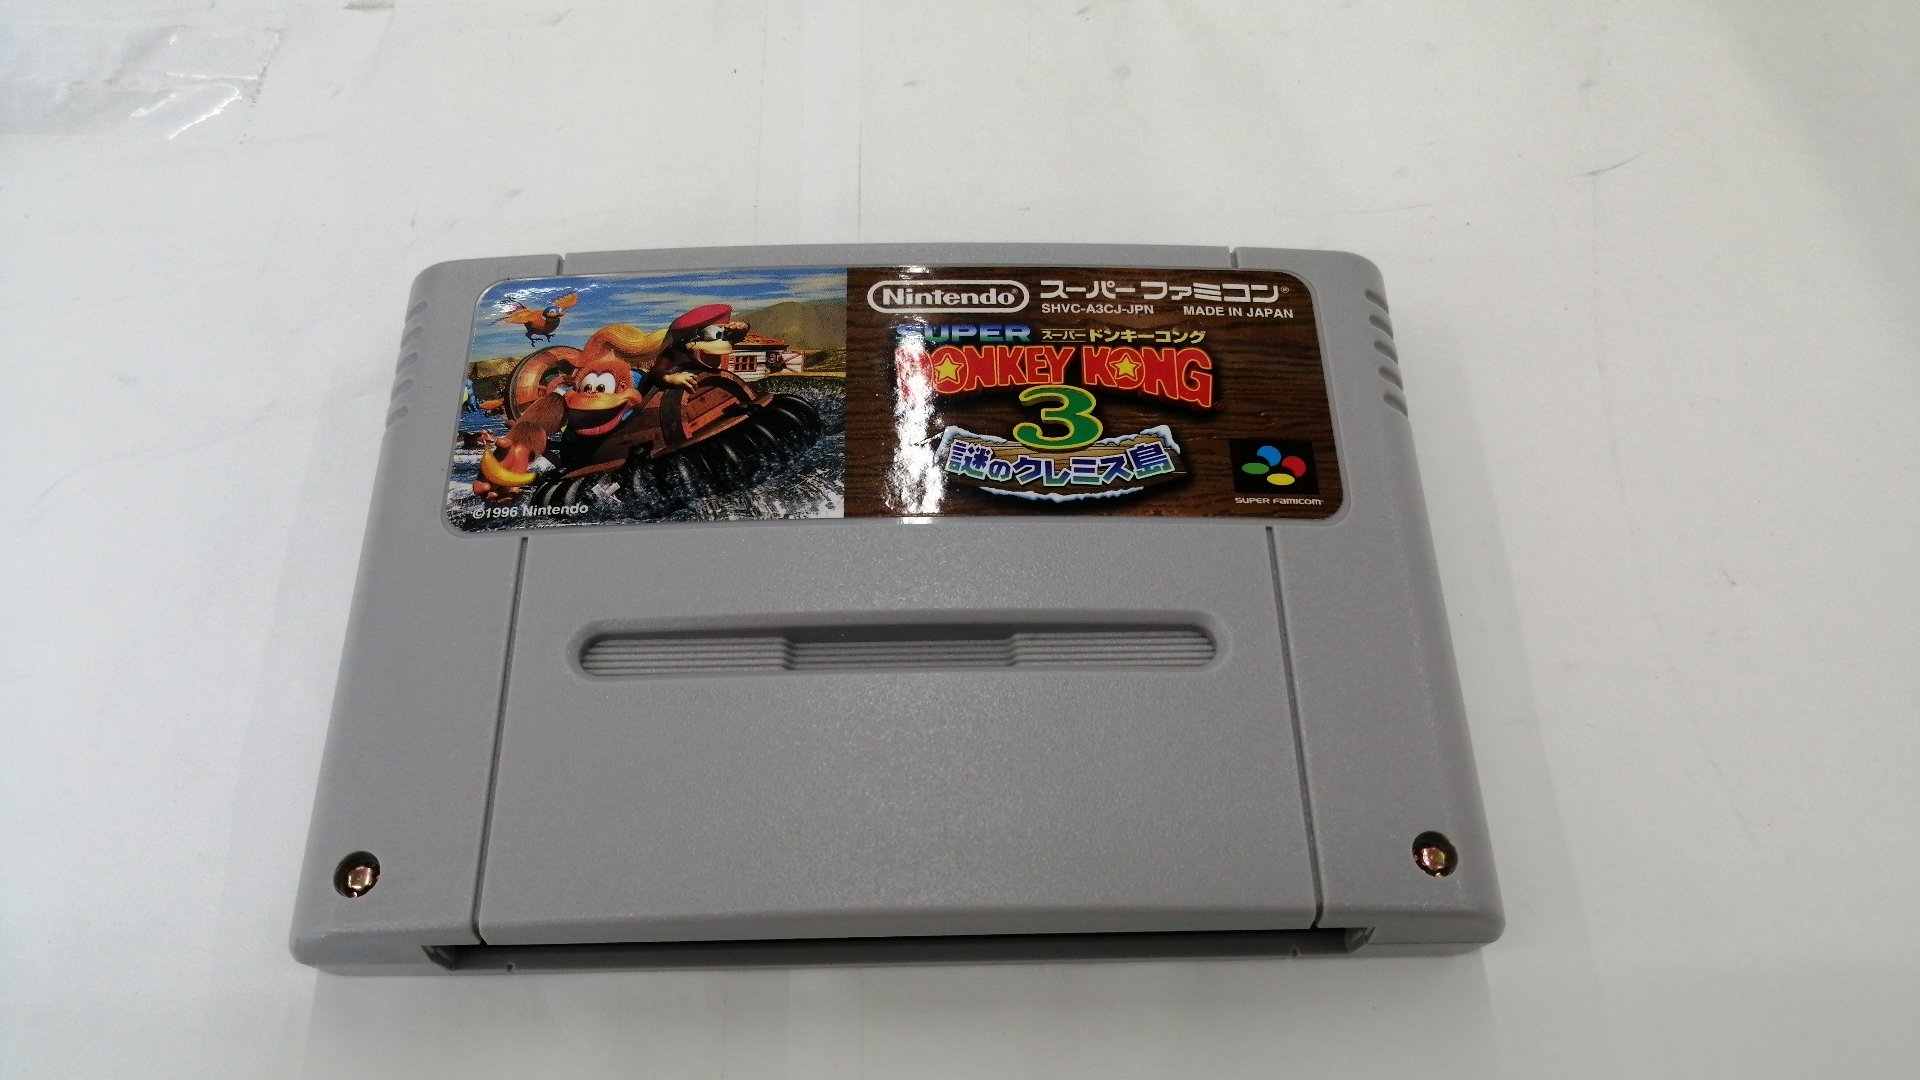 Nintendo スーパーファミコン®
SHVC-A3CJ-JPN MADE IN JAPAN
SUPER スーパードンキーコング
DONKEY KONG
3
謎のクレミス島
SUPER FAMICOM
©1996 Nintendo